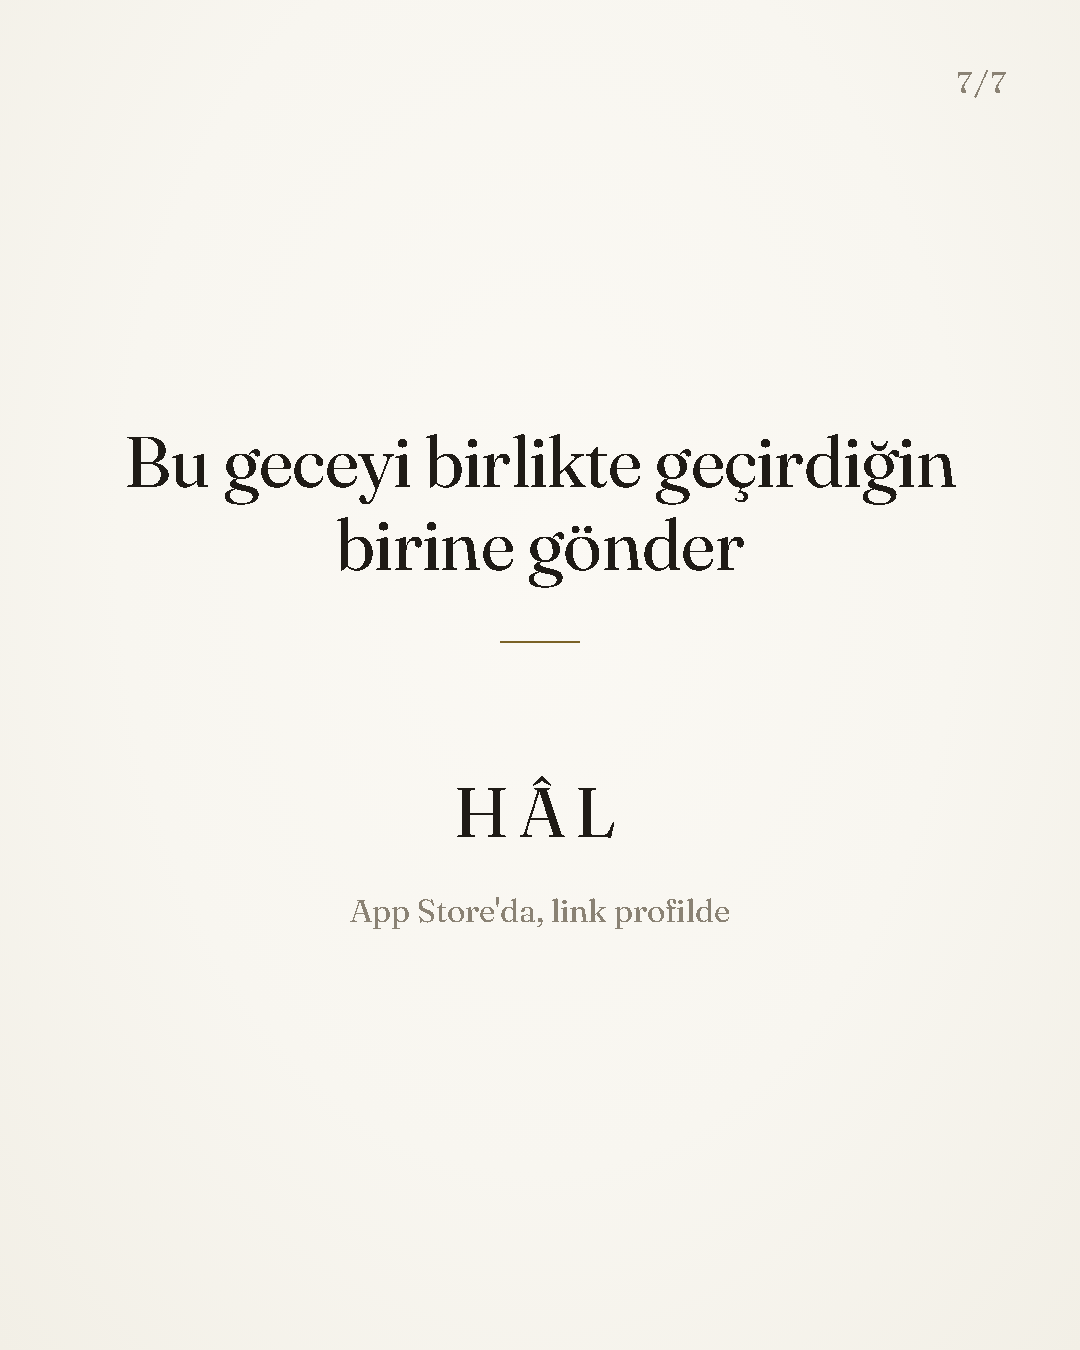 7/7
Bu geceyi birlikte geçirdiğin
birine gönder
HÂL
App Store'da, link profilde